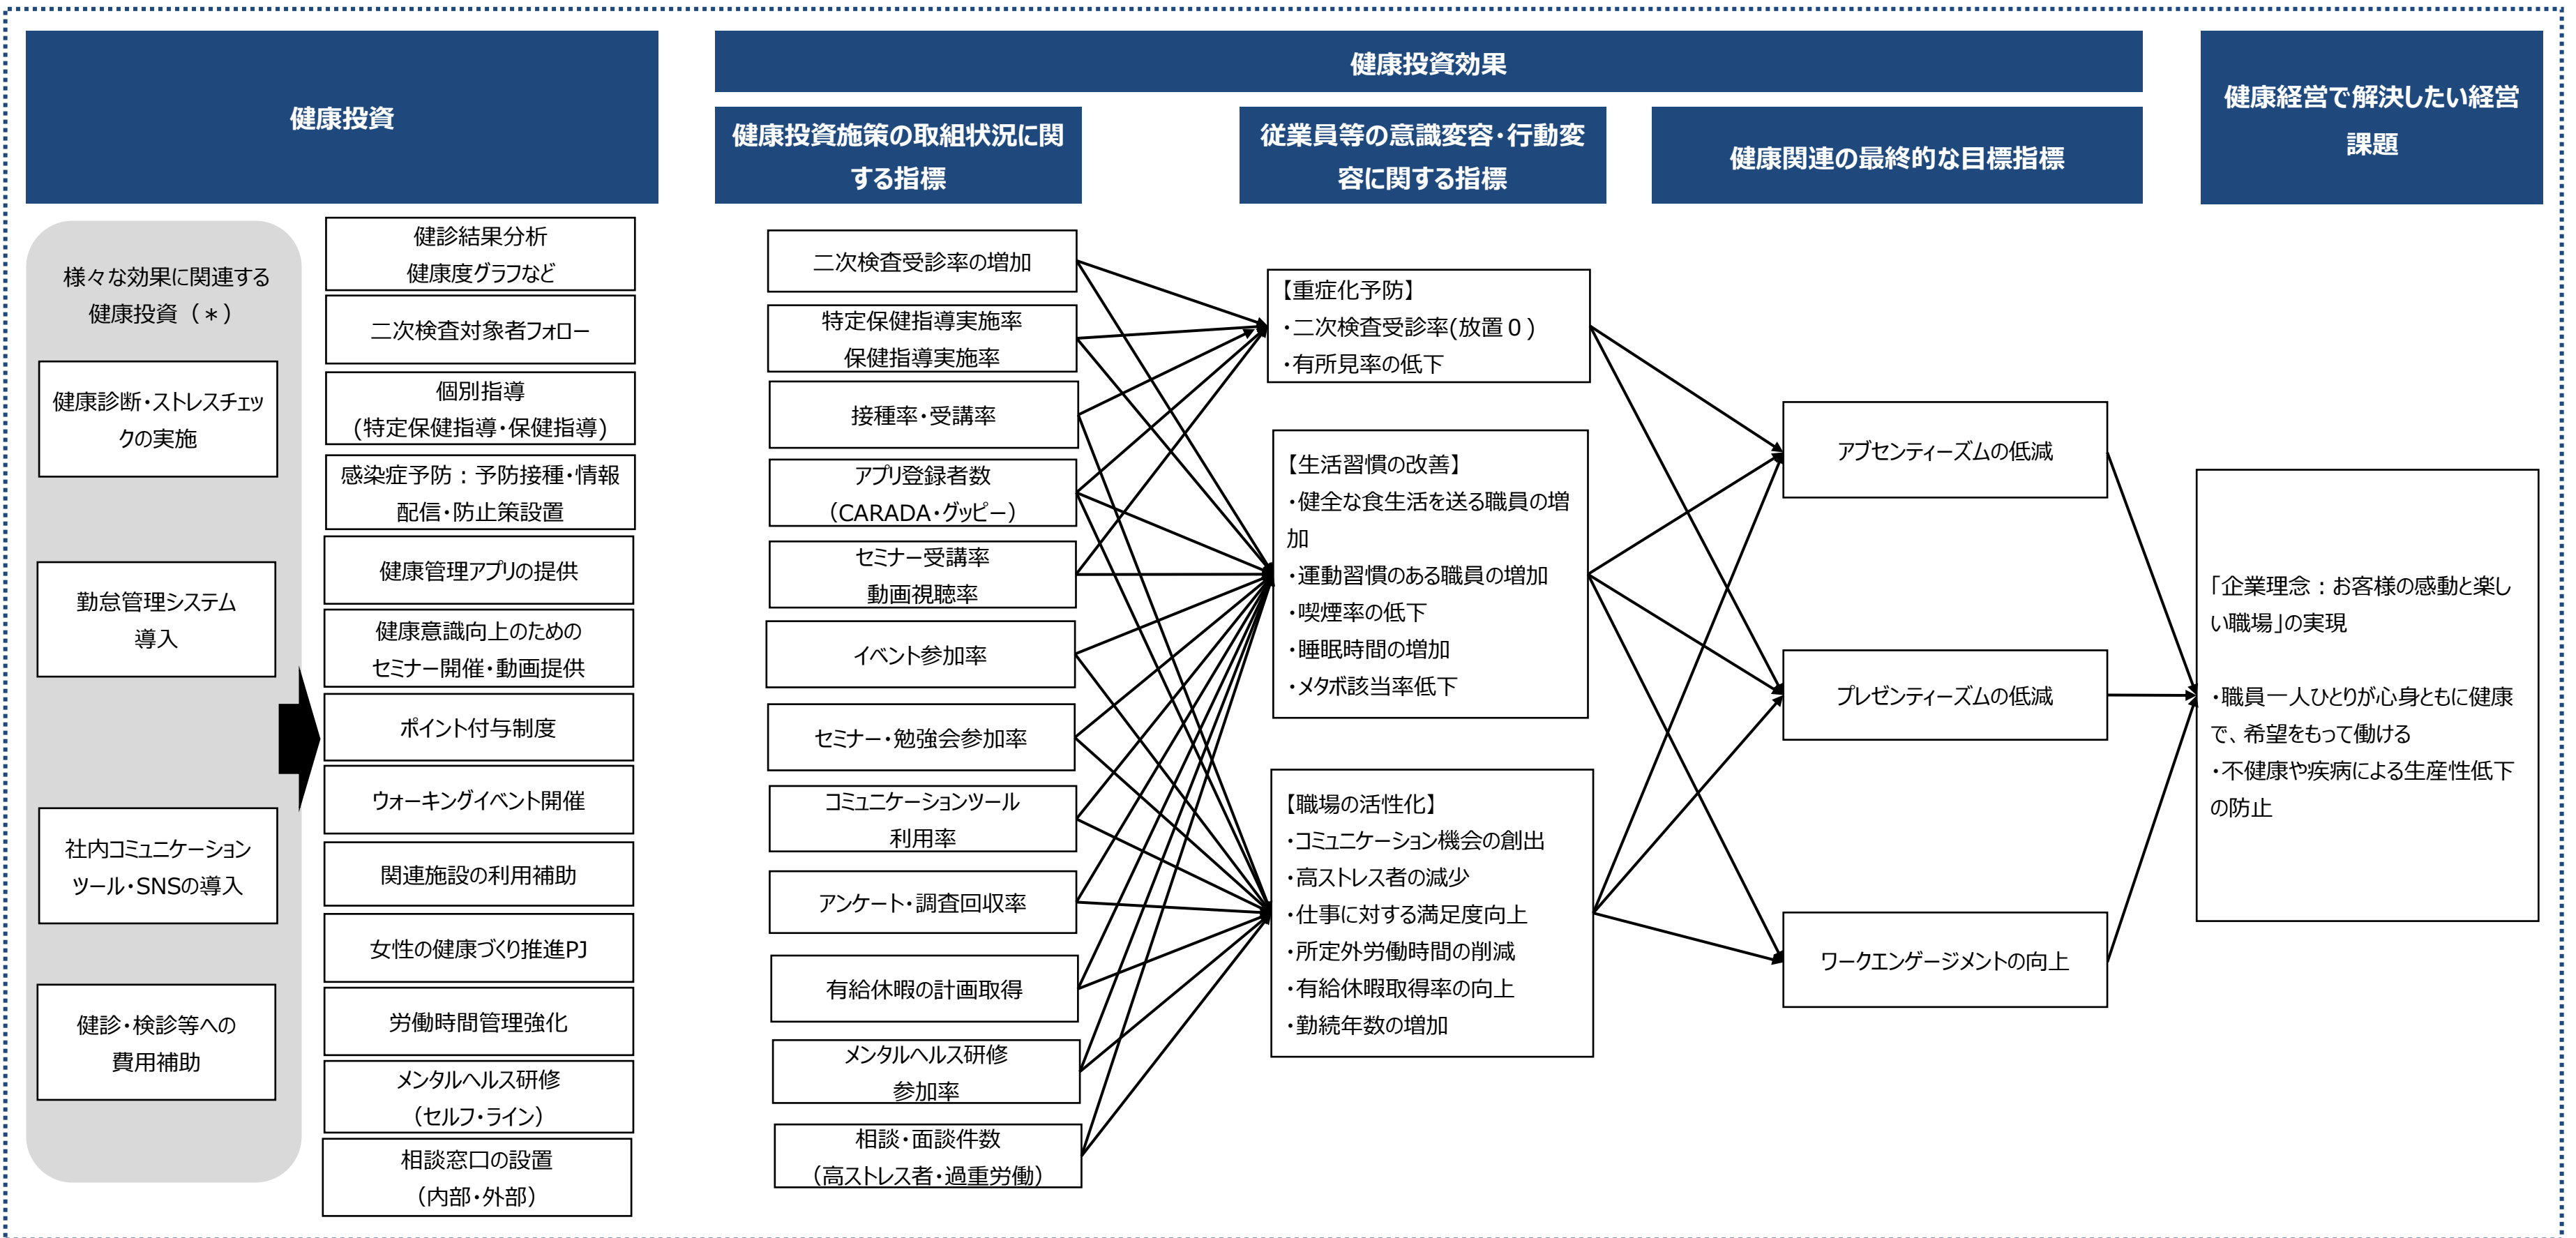 健康投資
健康投資効果
健康投資施策の取組状況に関
する指標
従業員等の意識変容・行動変
容に関する指標
健康関連の最終的な目標指標
健康経営で解決したい経営
課題
様々な効果に関連する
健康投資（＊）
健康診断・ストレスチェッ
クの実施
勤怠管理システム
導入
社内コミュニケーション
ツール・SNSの導入
健診・検診等への
費用補助
健診結果分析
健康度グラフなど
二次検査対象者フォロー
個別指導
(特定保健指導・保健指導)
感染症予防：予防接種・情報
配信・防止策設置
健康管理アプリの提供
健康意識向上のための
セミナー開催・動画提供
ポイント付与制度
ウォーキングイベント開催
関連施設の利用補助
女性の健康づくり推進PJ
労働時間管理強化
メンタルヘルス研修
（セルフ・ライン）
相談窓口の設置
（内部・外部）
二次検査受診率の増加
特定保健指導実施率
保健指導実施率
接種率・受講率
アプリ登録者数
（CARADA・グッピー）
セミナー受講率
動画視聴率
イベント参加率
セミナー・勉強会参加率
コミュニケーションツール
利用率
アンケート・調査回収率
有給休暇の計画取得
メンタルヘルス研修
参加率
相談・面談件数
（高ストレス者・過重労働）
【重症化予防】
・二次検査受診率(放置０)
・有所見率の低下
【生活習慣の改善】
・健全な食生活を送る職員の増
加
・運動習慣のある職員の増加
・喫煙率の低下
・睡眠時間の増加
・メタボ該当率低下
【職場の活性化】
・コミュニケーション機会の創出
・高ストレス者の減少
・仕事に対する満足度向上
・所定外労働時間の削減
・有給休暇取得率の向上
・勤続年数の増加
アブセンティーズムの低減
プレゼンティーズムの低減
ワークエンゲージメントの向上
「企業理念：お客様の感動と楽し
い職場」の実現
・職員一人ひとりが心身ともに健康
で、希望をもって働ける
・不健康や疾病による生産性低下
の防止